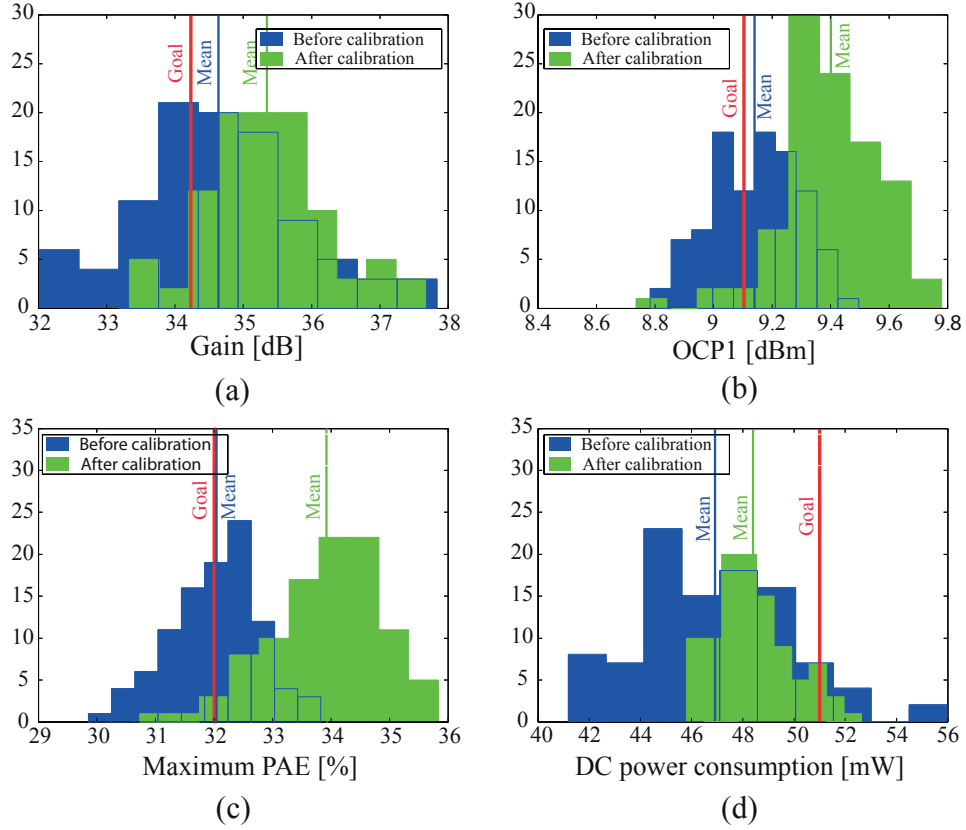 30
25
20
15
10
5
0
Before calibration
After calibration
Goal
Mean
Mean
32 33 34 35 36 37 38
Gain [dB]
(a)
30
25
20
15
10
5
0
Before calibration
After calibration
Goal
Mean
Mean
8.4 8.6 8.8 9 9.2 9.4 9.6 9.8
OCP1 [dBm]
(b)
35
30
25
20
15
10
5
0
Before calibration
After calibration
Goal
Mean
Mean
29 30 31 32 33 34 35 36
Maximum PAE [%]
(c)
35
30
25
20
15
10
5
0
Before calibration
After calibration
Mean
Mean
Goal
40 42 44 46 48 50 52 54 56
DC power consumption [mW]
(d)